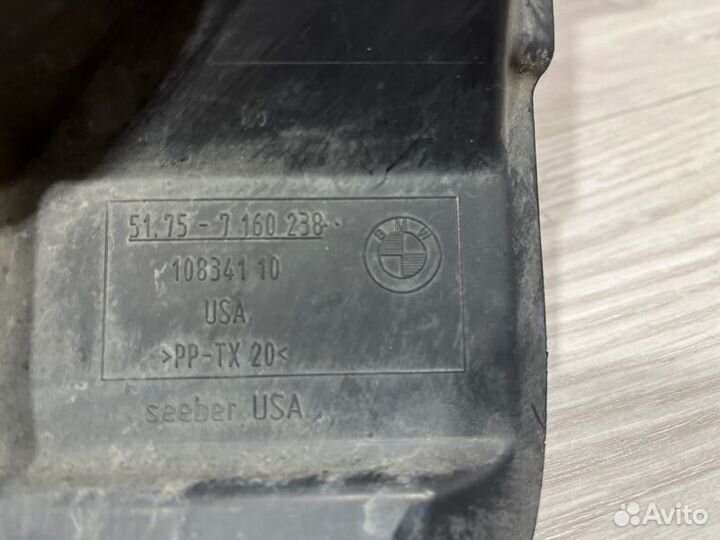 51.75 - 7 160 238
BMW
108341 10
USA
>PP-TX 20<
seeber USA
Avito